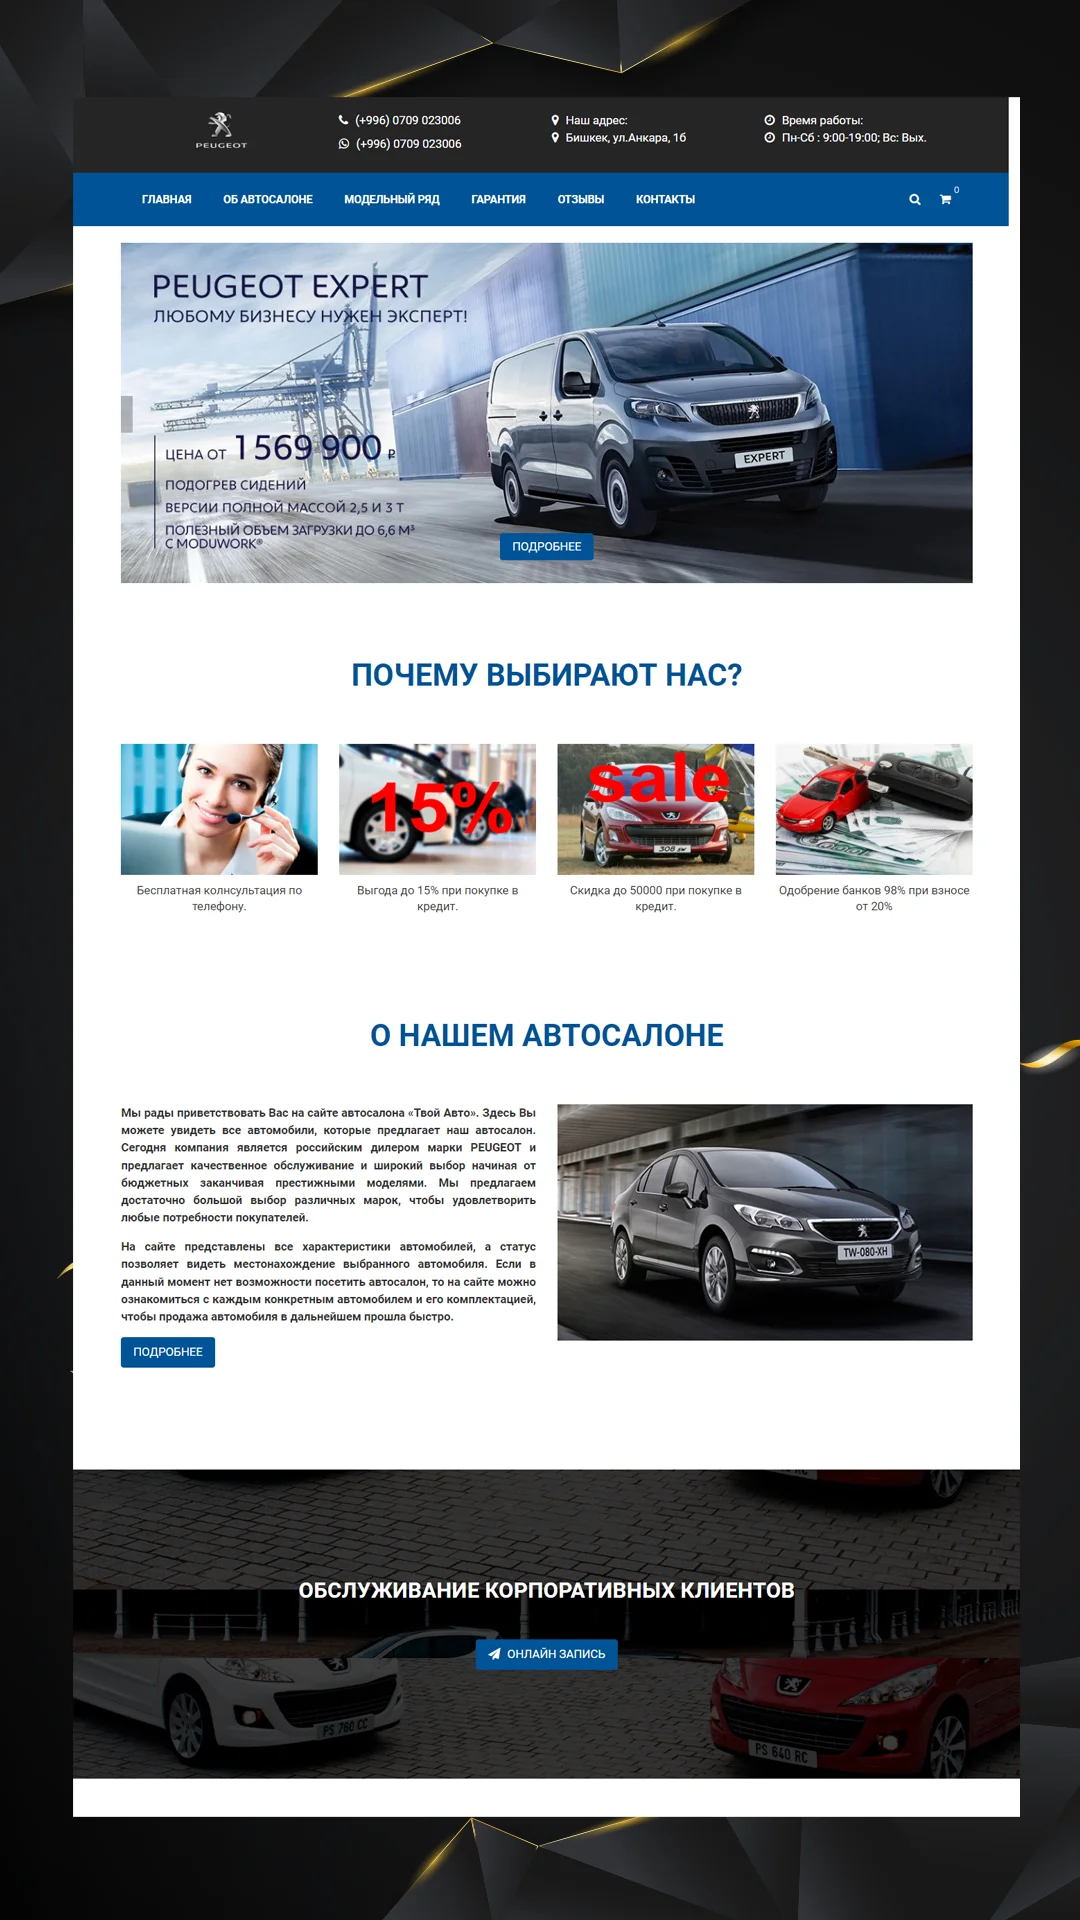 PEUGEOT
(+996) 0709 023006
(+996) 0709 023006
Наш адрес:
Бишкек, ул.Анкара, 1б
Время работы:
Пн-Сб : 9:00-19:00; Вс: Вых.
ГЛАВНАЯ ОБ АВТОСАЛОНЕ МОДЕЛЬНЫЙ РЯД ГАРАНТИЯ ОТЗЫВЫ КОНТАКТЫ 0
PEUGEOT EXPERT
ЛЮБОМУ БИЗНЕСУ НУЖЕН ЭКСПЕРТ!
ЦЕНА ОТ 1 569 900 ₽
ПОДОГРЕВ СИДЕНИЙ
ВЕРСИИ ПОЛНОЙ МАССОЙ 2,5 И 3 Т
ПОЛЕЗНЫЙ ОБЪЕМ ЗАГРУЗКИ ДО 6,6 М³
С MODUWORK®
EXPERT
ПОДРОБНЕЕ
ПОЧЕМУ ВЫБИРАЮТ НАС?
15%
sale
308 SW
Бесплатная колнсультация по
телефону.
Выгода до 15% при покупке в
кредит.
Скидка до 50000 при покупке в
кредит.
Одобрение банков 98% при взносе
от 20%
О НАШЕМ АВТОСАЛОНЕ
Мы рады приветствовать Вас на сайте автосалона «Твой Авто». Здесь Вы
можете увидеть все автомобили, которые предлагает наш автосалон.
Сегодня компания является российским дилером марки PEUGEOT и
предлагает качественное обслуживание и широкий выбор начиная от
бюджетных заканчивая престижными моделями. Мы предлагаем
достаточно большой выбор различных марок, чтобы удовлетворить
любые потребности покупателей.
На сайте представлены все характеристики автомобилей, а статус
позволяет видеть местонахождение выбранного автомобиля. Если в
данный момент нет возможности посетить автосалон, то на сайте можно
ознакомиться с каждым конкретным автомобилем и его комплектацией,
чтобы продажа автомобиля в дальнейшем прошла быстро.
TW-080-XH
ПОДРОБНЕЕ
ОБСЛУЖИВАНИЕ КОРПОРАТИВНЫХ КЛИЕНТОВ
ОНЛАЙН ЗАПИСЬ
PS 760 CC
PS 640 RC